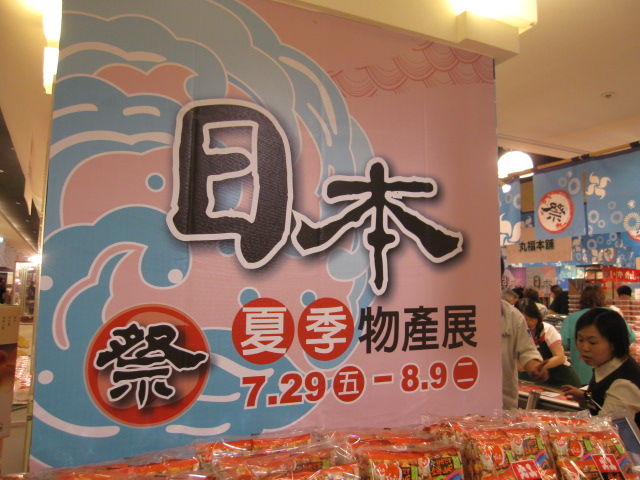 日本
祭
夏季物產展
7.29㊄-8.9㊁
祭
丸福本舖